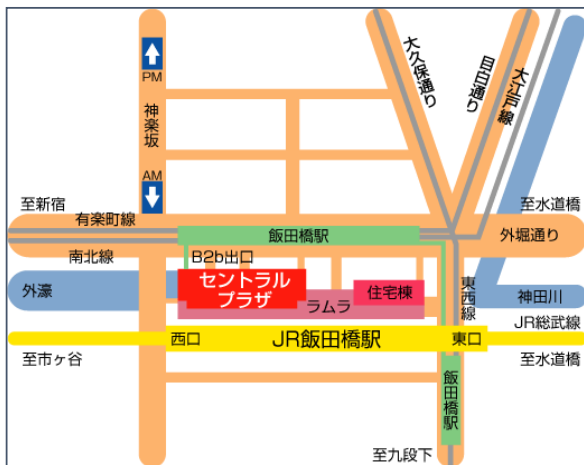 PM
神楽坂
AM
大久保通り
目白通り
大江戸線
至新宿
有楽町線
南北線
飯田橋駅
至水道橋
外堀通り
B2b出口
セントラル
プラザ
ラムラ
住宅棟
東西線
外濠
神田川
JR総武線
西口
JR飯田橋駅
東口
至市ヶ谷
至水道橋
飯田橋駅
至九段下